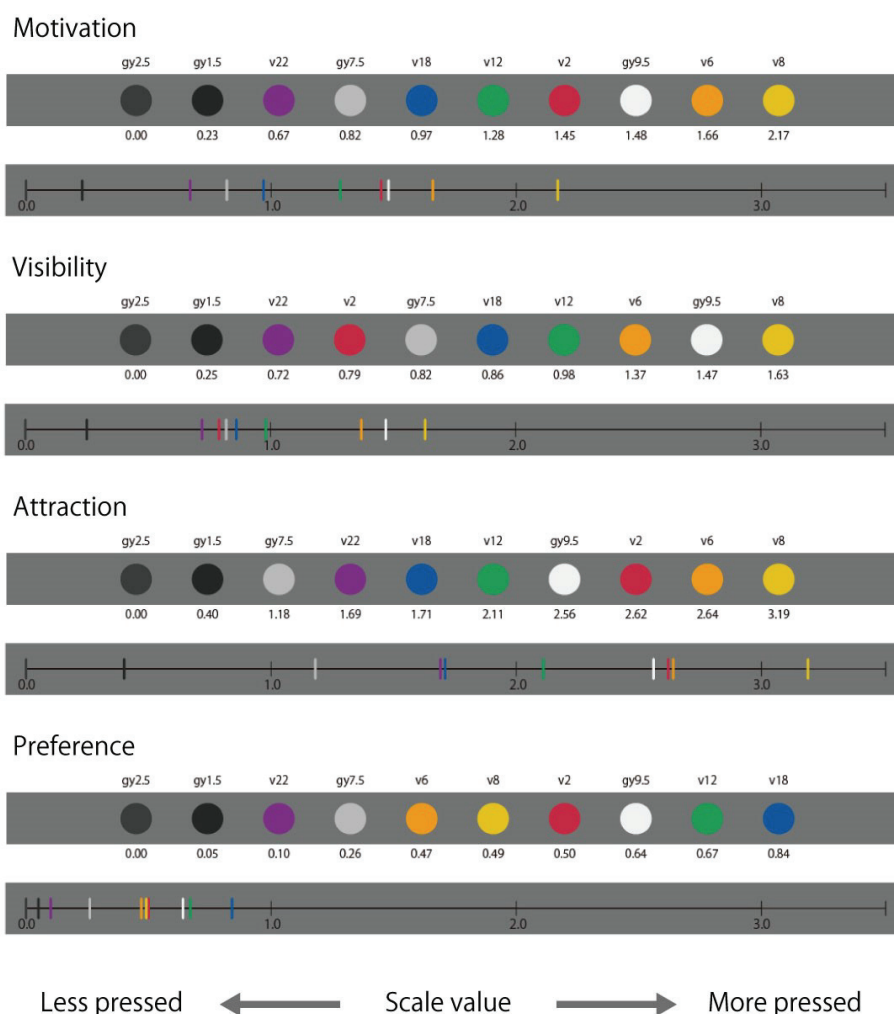 Motivation
gy2.5 gy1.5 v22 gy7.5 v18 v12 v2 gy9.5 v6 v8
0.00 0.23 0.67 0.82 0.97 1.28 1.45 1.48 1.66 2.17
0.0 1.0 2.0 3.0
Visibility
gy2.5 gy1.5 v22 v2 gy7.5 v18 v12 v6 gy9.5 v8
0.00 0.25 0.72 0.79 0.82 0.86 0.98 1.37 1.47 1.63
0.0 1.0 2.0 3.0
Attraction
gy2.5 gy1.5 gy7.5 v22 v18 v12 gy9.5 v2 v6 v8
0.00 0.40 1.18 1.69 1.71 2.11 2.56 2.62 2.64 3.19
0.0 1.0 2.0 3.0
Preference
gy2.5 gy1.5 v22 gy7.5 v6 v8 v2 gy9.5 v12 v18
0.00 0.05 0.10 0.26 0.47 0.49 0.50 0.64 0.67 0.84
0.0 1.0 2.0 3.0
Less pressed Scale value More pressed